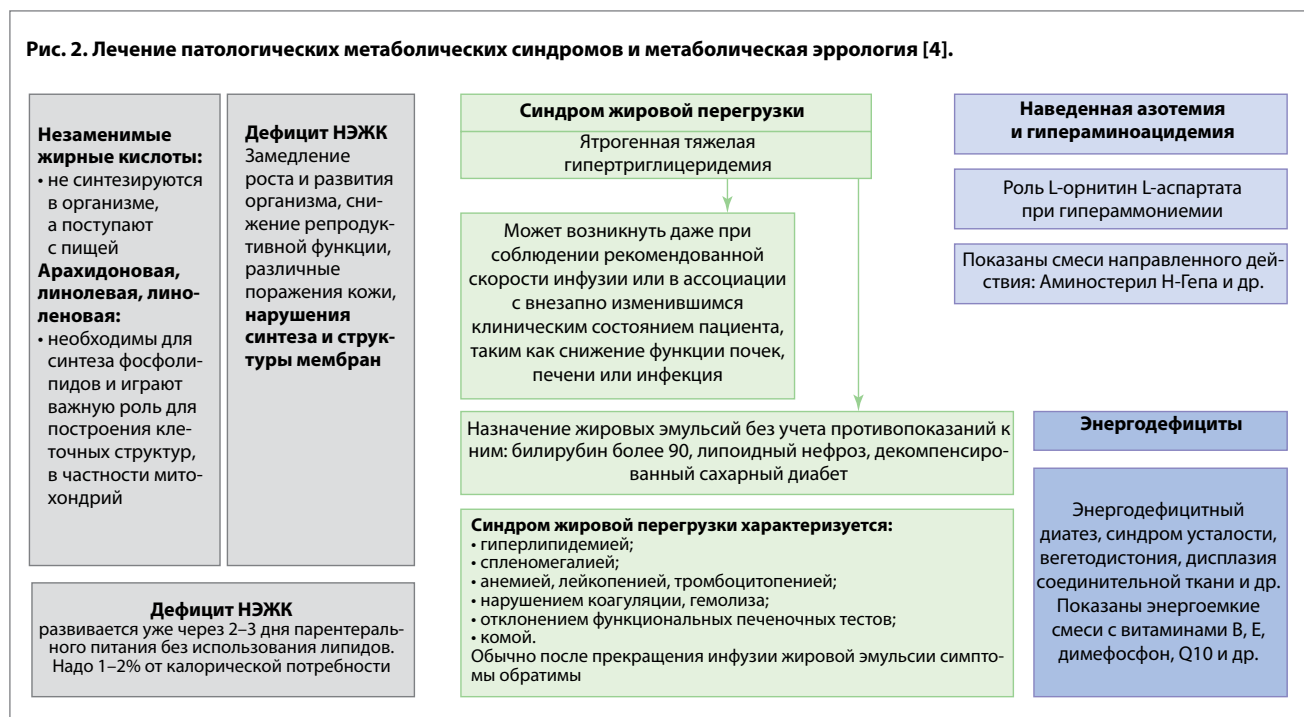 Рис. 2. Лечение патологических метаболических синдромов и метаболическая эррология [4].
Незаменимые
жирные кислоты:
• не синтезируются
в организме,
а поступают
с пищей
Арахидоновая,
линолевая, лино-
леновая:
• необходимы для
синтеза фосфоли-
пидов и играют
важную роль для
построения кле-
точных структур,
в частности мито-
хондрий
Дефицит НЭЖК
Замедление
роста и развития
организма, сни-
жение репродук-
тивной функции,
различные
поражения кожи,
нарушения
синтеза и струк-
туры мембран
Дефицит НЭЖК
развивается уже через 2–3 дня парентераль-
ного питания без использования липидов.
Надо 1–2% от калорической потребности
Синдром жировой перегрузки
Ятрогенная тяжелая
гипертриглицеридемия
Может возникнуть даже при
соблюдении рекомендованной
скорости инфузии или в ассоциации
с внезапно изменившимся
клиническим состоянием пациента,
таким как снижение функции почек,
печени или инфекция
Назначение жировых эмульсий без учета противопоказаний к
ним: билирубин более 90, липоидный нефроз, декомпенсиро-
ванный сахарный диабет
Синдром жировой перегрузки характеризуется:
• гиперлипидемией;
• спленомегалией;
• анемией, лейкопенией, тромбоцитопенией;
• нарушением коагуляции, гемолиза;
• отклонением функциональных печеночных тестов;
• комой.
Обычно после прекращения инфузии жировой эмульсии симпто-
мы обратимы
Наведенная азотемия
и гипераминоацидемия
Роль L-орнитин L-аспартата
при гипераммониемии
Показаны смеси направленного дей-
ствия: Аминостерил Н-Гепа и др.
Энергодефициты
Энергодефицитный
диатез, синдром усталости,
вегетодистония, дисплазия
соединительной ткани и др.
Показаны энергоемкие
смеси с витаминами В, Е,
димефосфон, Q10 и др.